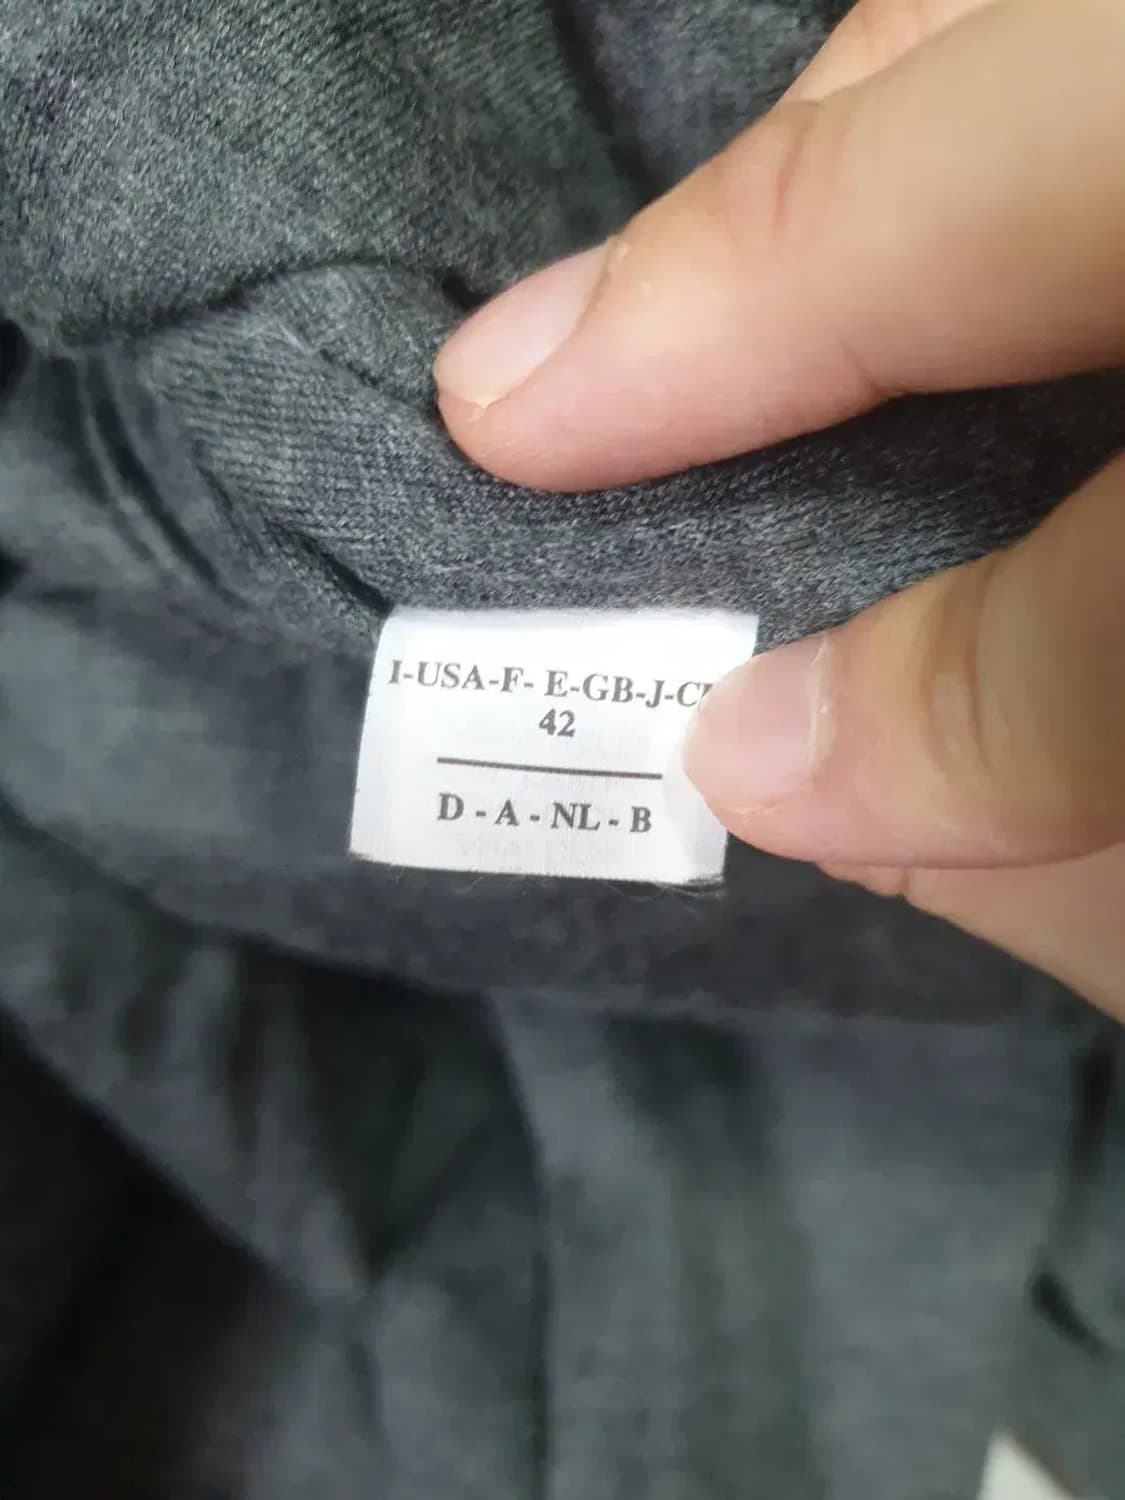 I-USA-F- E-GB-J-C
42
D - A - NL - B